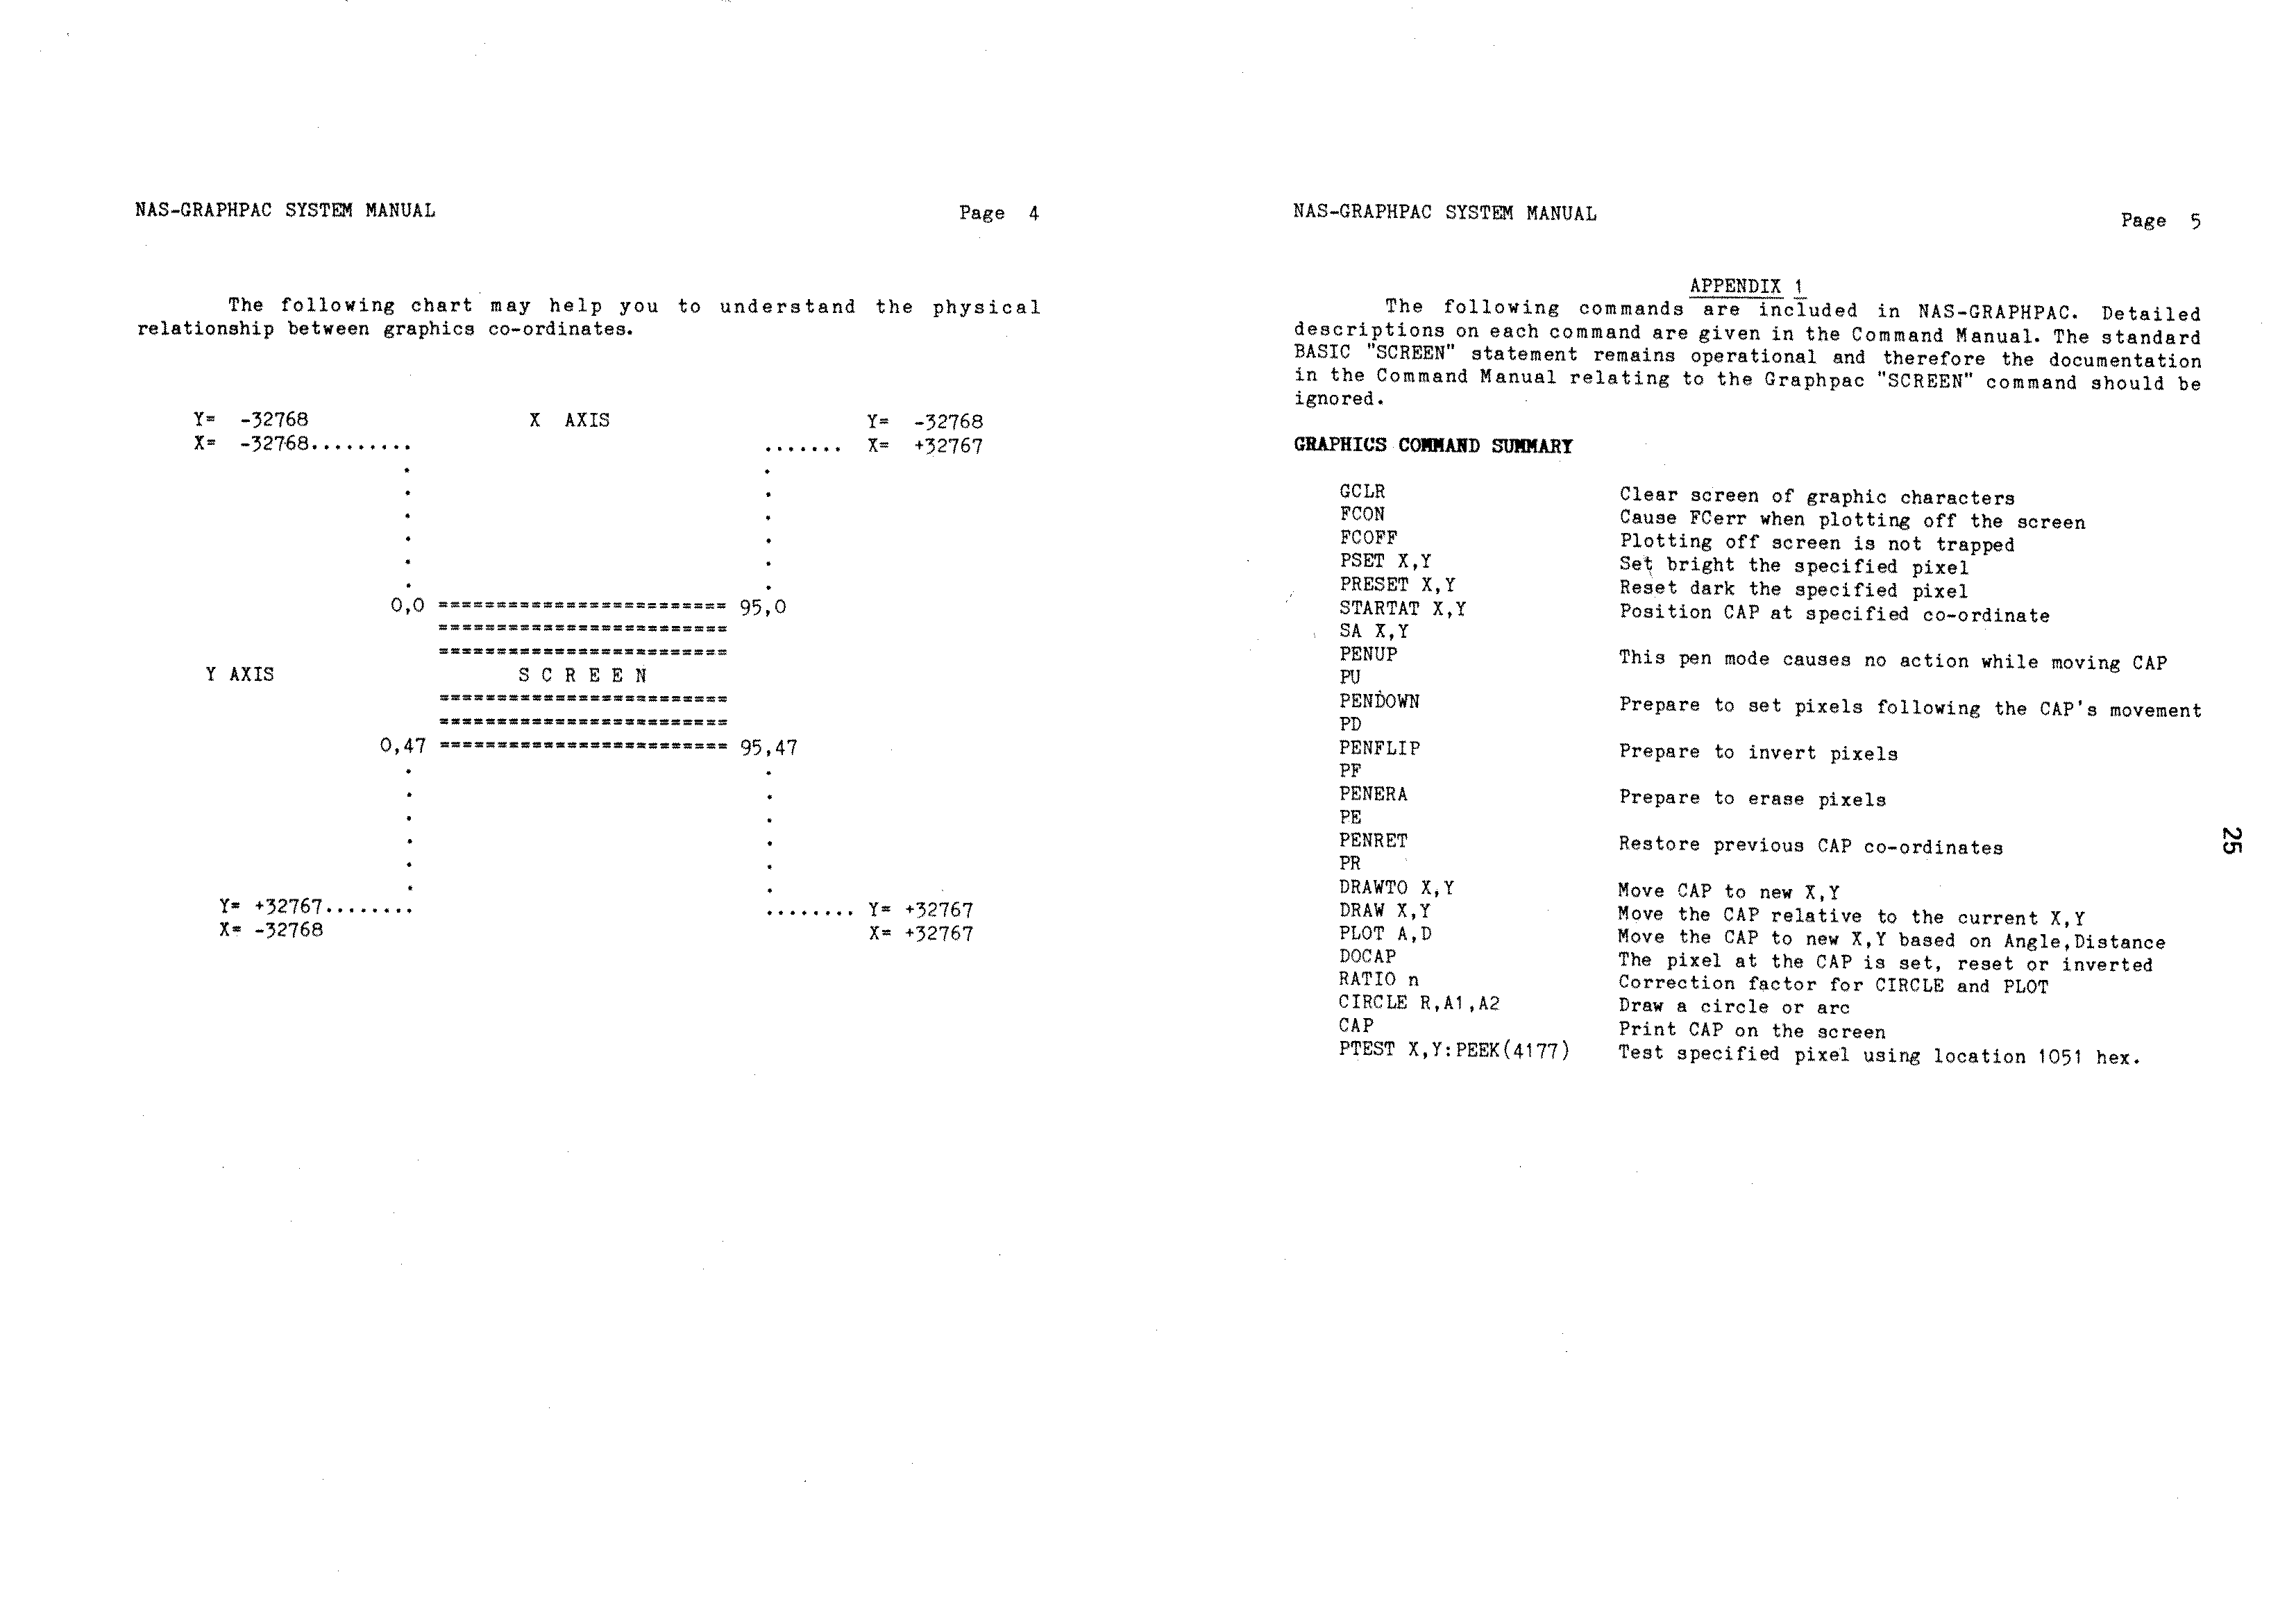 NAS-GRAPHPAC SYSTEM MANUAL Page 4
The following chart may help you to understand the physical
relationship between graphics co-ordinates.
Y= -32768 X AXIS Y= -32768
X= -32768......... ....... X= +32767
. .
. .
. .
. .
. .
. .
0,0 ========================= 95,0
=========================
=========================
Y AXIS S C R E E N
=========================
=========================
0,47 ========================= 95,47
. .
. .
. .
. .
. .
. .
Y= +32767........ ........ Y= +32767
X= -32768 X= +32767
NAS-GRAPHPAC SYSTEM MANUAL Page 5
APPENDIX 1
The following commands are included in NAS-GRAPHPAC. Detailed
descriptions on each command are given in the Command Manual. The standard
BASIC "SCREEN" statement remains operational and therefore the documentation
in the Command Manual relating to the Graphpac "SCREEN" command should be
ignored.
GRAPHICS COMMAND SUMMARY
GCLR Clear screen of graphic characters
FCON Cause FCerr when plotting off the screen
FCOFF Plotting off screen is not trapped
PSET X,Y Set bright the specified pixel
PRESET X,Y Reset dark the specified pixel
STARTAT X,Y Position CAP at specified co-ordinate
SA X,Y
PENUP This pen mode causes no action while moving CAP
PU
PENDOWN Prepare to set pixels following the CAP's movement
PD
PENFLIP Prepare to invert pixels
PF
PENERA Prepare to erase pixels
PE
PENRET Restore previous CAP co-ordinates
PR
DRAWTO X,Y Move CAP to new X,Y
DRAW X,Y Move the CAP relative to the current X,Y
PLOT A,D Move the CAP to new X,Y based on Angle,Distance
DOCAP The pixel at the CAP is set, reset or inverted
RATIO n Correction factor for CIRCLE and PLOT
CIRCLE R,A1,A2 Draw a circle or arc
CAP Print CAP on the screen
PTEST X,Y:PEEK(4177) Test specified pixel using location 1051 hex.
25